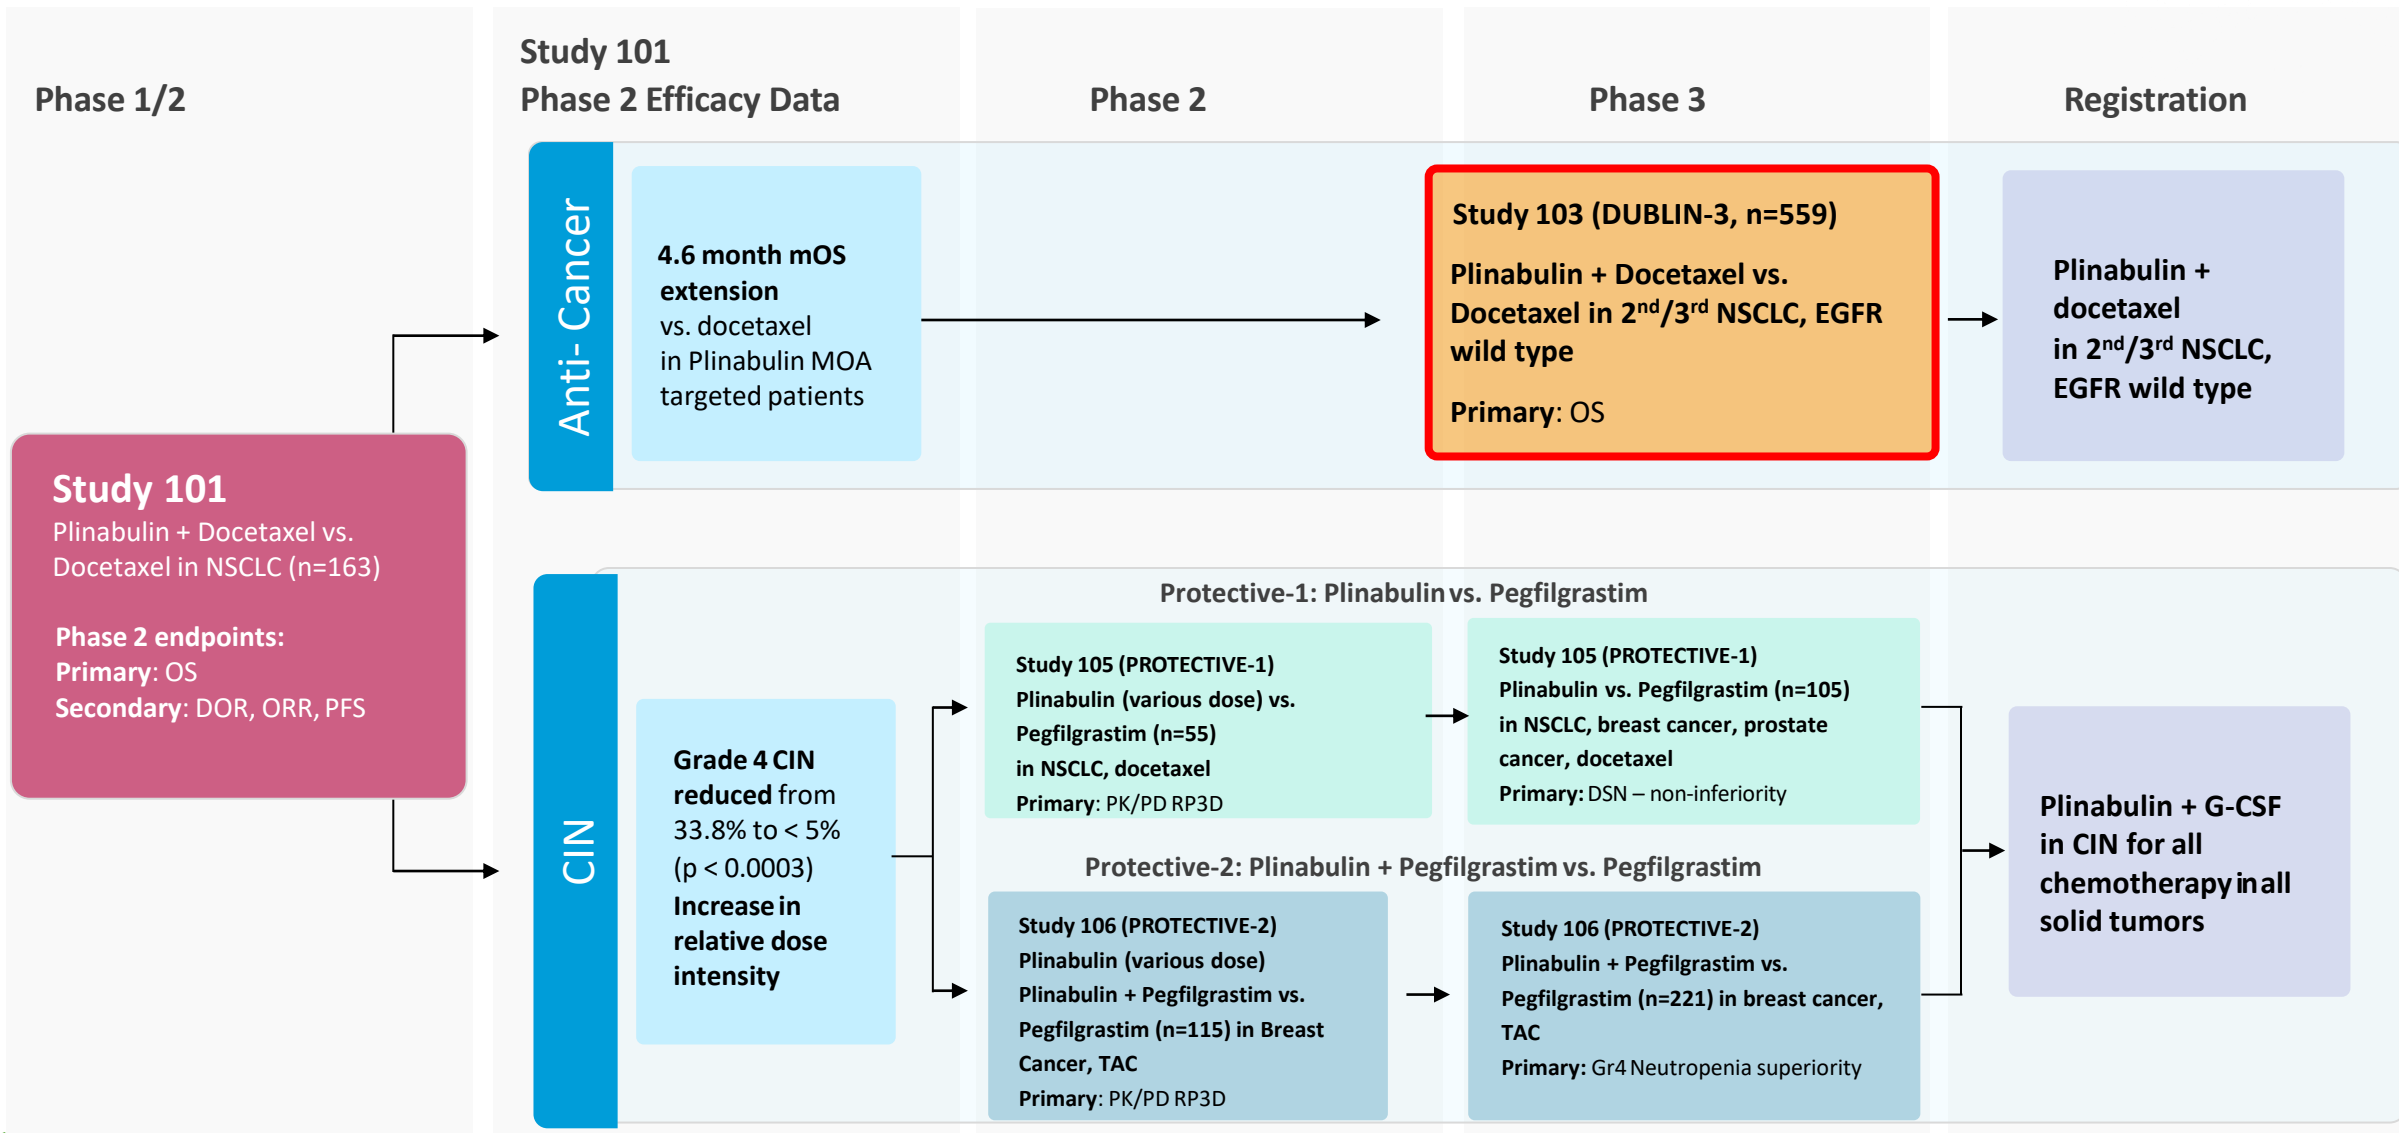 Phase 1/2
Study 101
Phase 2 Efficacy Data
Phase 2
Phase 3
Registration
Study 101
Plinabulin + Docetaxel vs.
Docetaxel in NSCLC (n=163)
Phase 2 endpoints:
Primary: OS
Secondary: DOR, ORR, PFS
Anti- Cancer
4.6 month mOS
extension
vs. docetaxel
in Plinabulin MOA
targeted patients
Study 103 (DUBLIN-3, n=559)
Plinabulin + Docetaxel vs.
Docetaxel in 2nd/3rd NSCLC, EGFR
wild type
Primary: OS
Plinabulin +
docetaxel
in 2nd/3rd NSCLC,
EGFR wild type
CIN
Grade 4 CIN
reduced from
33.8% to < 5%
(p < 0.0003)
Increase in
relative dose
intensity
Protective-1: Plinabulin vs. Pegfilgrastim
Study 105 (PROTECTIVE-1)
Plinabulin (various dose) vs.
Pegfilgrastim (n=55)
in NSCLC, docetaxel
Primary: PK/PD RP3D
Study 105 (PROTECTIVE-1)
Plinabulin vs. Pegfilgrastim (n=105)
in NSCLC, breast cancer, prostate
cancer, docetaxel
Primary: DSN – non-inferiority
Protective-2: Plinabulin + Pegfilgrastim vs. Pegfilgrastim
Study 106 (PROTECTIVE-2)
Plinabulin (various dose)
Plinabulin + Pegfilgrastim vs.
Pegfilgrastim (n=115) in Breast
Cancer, TAC
Primary: PK/PD RP3D
Study 106 (PROTECTIVE-2)
Plinabulin + Pegfilgrastim vs.
Pegfilgrastim (n=221) in breast cancer,
TAC
Primary: Gr4 Neutropenia superiority
Plinabulin + G-CSF
in CIN for all
chemotherapy in all
solid tumors